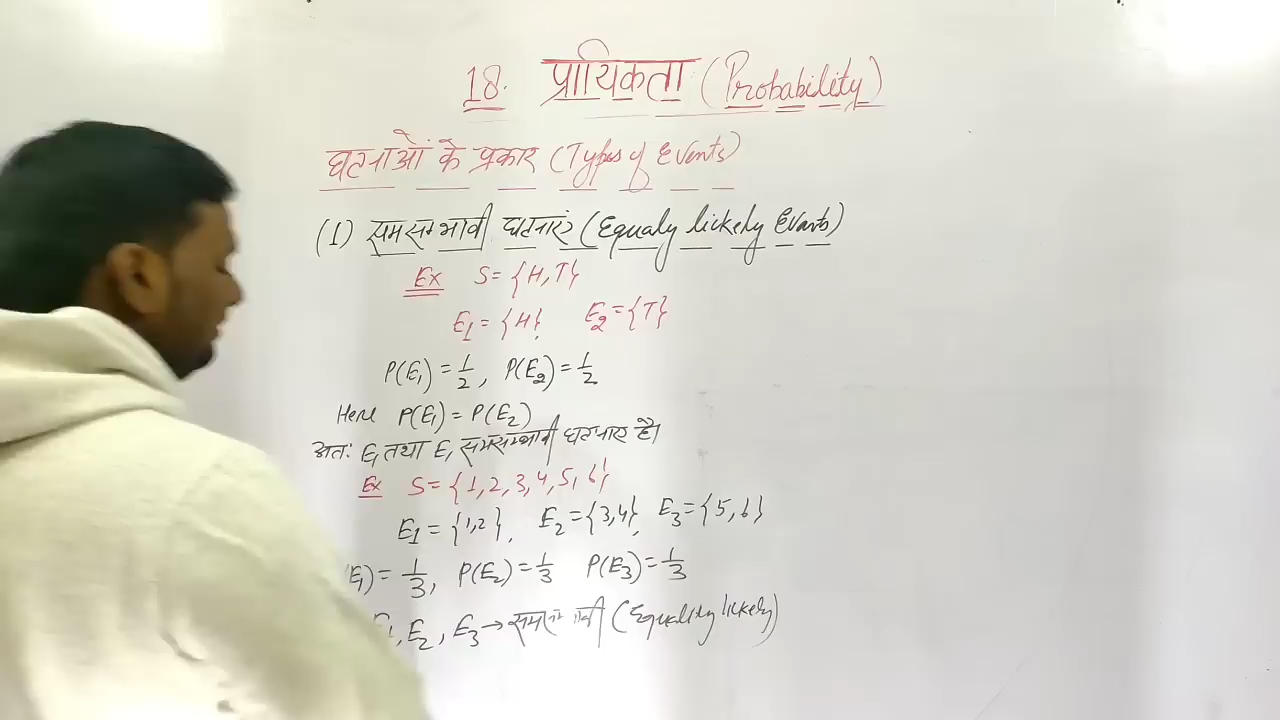 18. प्रायिकता (Probability)
घटनाओं के प्रकार (Types of Events)
(1) समसम्भावी घटनाएं (Equaly lickely Events)
Ex S = {H, T}
E1 = {H}, E2 = {T}
P(E1) = 1/2, P(E2) = 1/2
Here P(E1) = P(E2)
अतः E1 तथा E2 समसम्भावी घटनाएं है।
Ex S = {1, 2, 3, 4, 5, 6}
E1 = {1,2}, E2 = {3,4}, E3 = {5,6}
E1) = 1/3, P(E2) = 1/3 P(E3) = 1/3
E1, E2, E3 → (Equality likely)